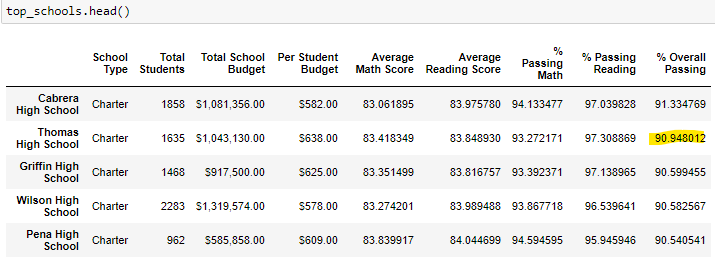 top_schools.head()
School Type Total Students Total School Budget Per Student Budget Average Math Score Average Reading Score % Passing Math % Passing Reading % Overall Passing
Cabrera High School Charter 1858 $1,081,356.00 $582.00 83.061895 83.975780 94.133477 97.039828 91.334769
Thomas High School Charter 1635 $1,043,130.00 $638.00 83.418349 83.848930 93.272171 97.308869 90.948012
Griffin High School Charter 1468 $917,500.00 $625.00 83.351499 83.816757 93.392371 97.138965 90.599455
Wilson High School Charter 2283 $1,319,574.00 $578.00 83.274201 83.989488 93.867718 96.539641 90.582567
Pena High School Charter 962 $585,858.00 $609.00 83.839917 84.044699 94.594595 95.945946 90.540541